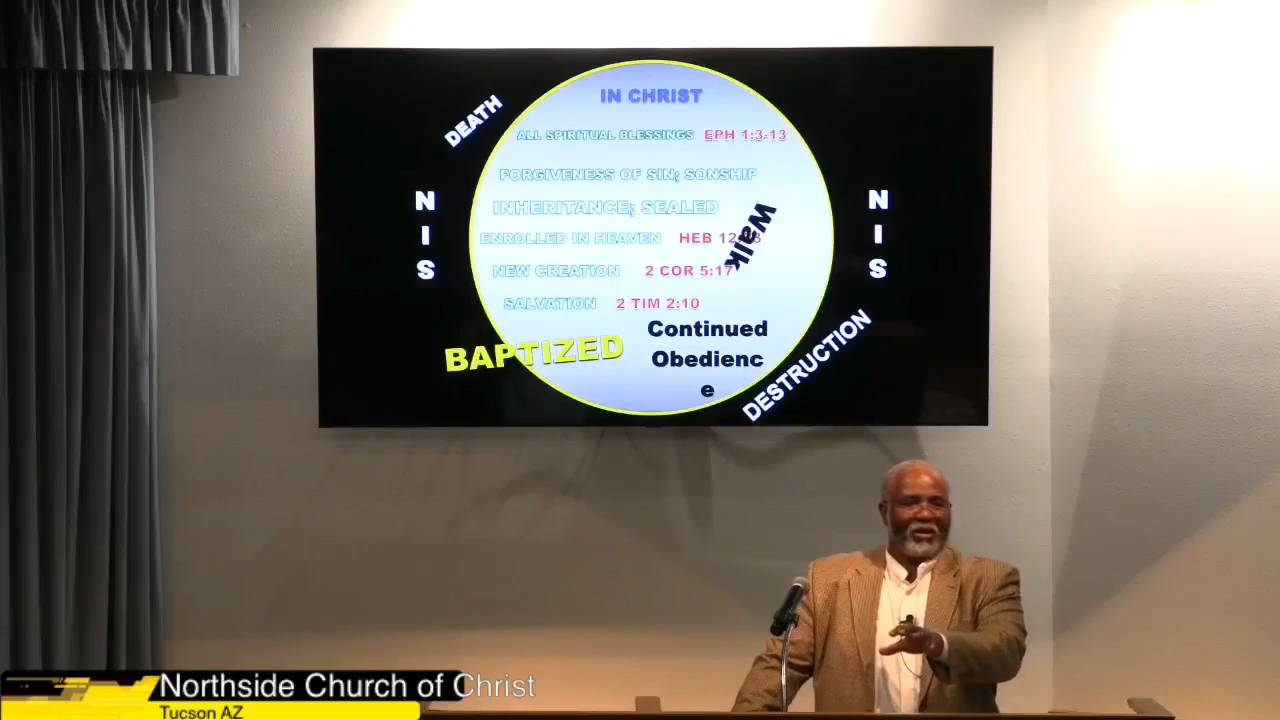 IN CHRIST
DEATH
ALL SPIRITUAL BLESSINGS EPH 1:3-13
FORGIVENESS OF SIN; SONSHIP
INHERITANCE; SEALED
Walk
ENROLLED IN HEAVEN HEB
NEW CREATION 2 COR 5:17
SALVATION 2 TIM 2:10
N
I
S
N
I
S
BAPTIZED
Continued
Obedienc
e
DESTRUCTION
Northside Church of Christ
Tucson AZ